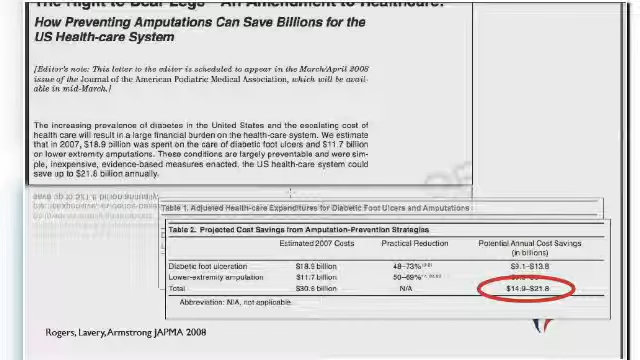 The Right to Bear Legs—An Amendment to Healthcare:
How Preventing Amputations Can Save Billions for the
US Health-care System
[Editor's note: This letter to the editor is scheduled to appear in the March/April 2008
issue of the Journal of the American Podiatric Medical Association, which will be avail-
able in mid-March.]
The increasing prevalence of diabetes in the United States and the escalating cost of
health care will result in a large financial burden on the health-care system. We estimate
that in 2007, $18.9 billion was spent on the care of diabetic foot ulcers and $11.7 billion
on lower extremity amputations. These conditions are largely preventable and were sim-
ple, inexpensive, evidence-based measures enacted, the US health-care system could
save up to $21.8 billion annually.
Table 1. Adjusted Health-care Expenditures for Diabetic Foot Ulcers and Amputations
Table 2. Projected Cost Savings from Amputation-Prevention Strategies
Estimated 2007 Costs Practical Reduction Potential Annual Cost Savings
(in billions)
Diabetic foot ulceration $18.9 billion 48–73% $9.1–$13.8
Lower-extremity amputation $11.7 billion
Total $30.6 billion N/A $14.9–$21.8
Abbreviation: N/A, not applicable.
Rogers, Lavery, Armstrong JAPMA 2008